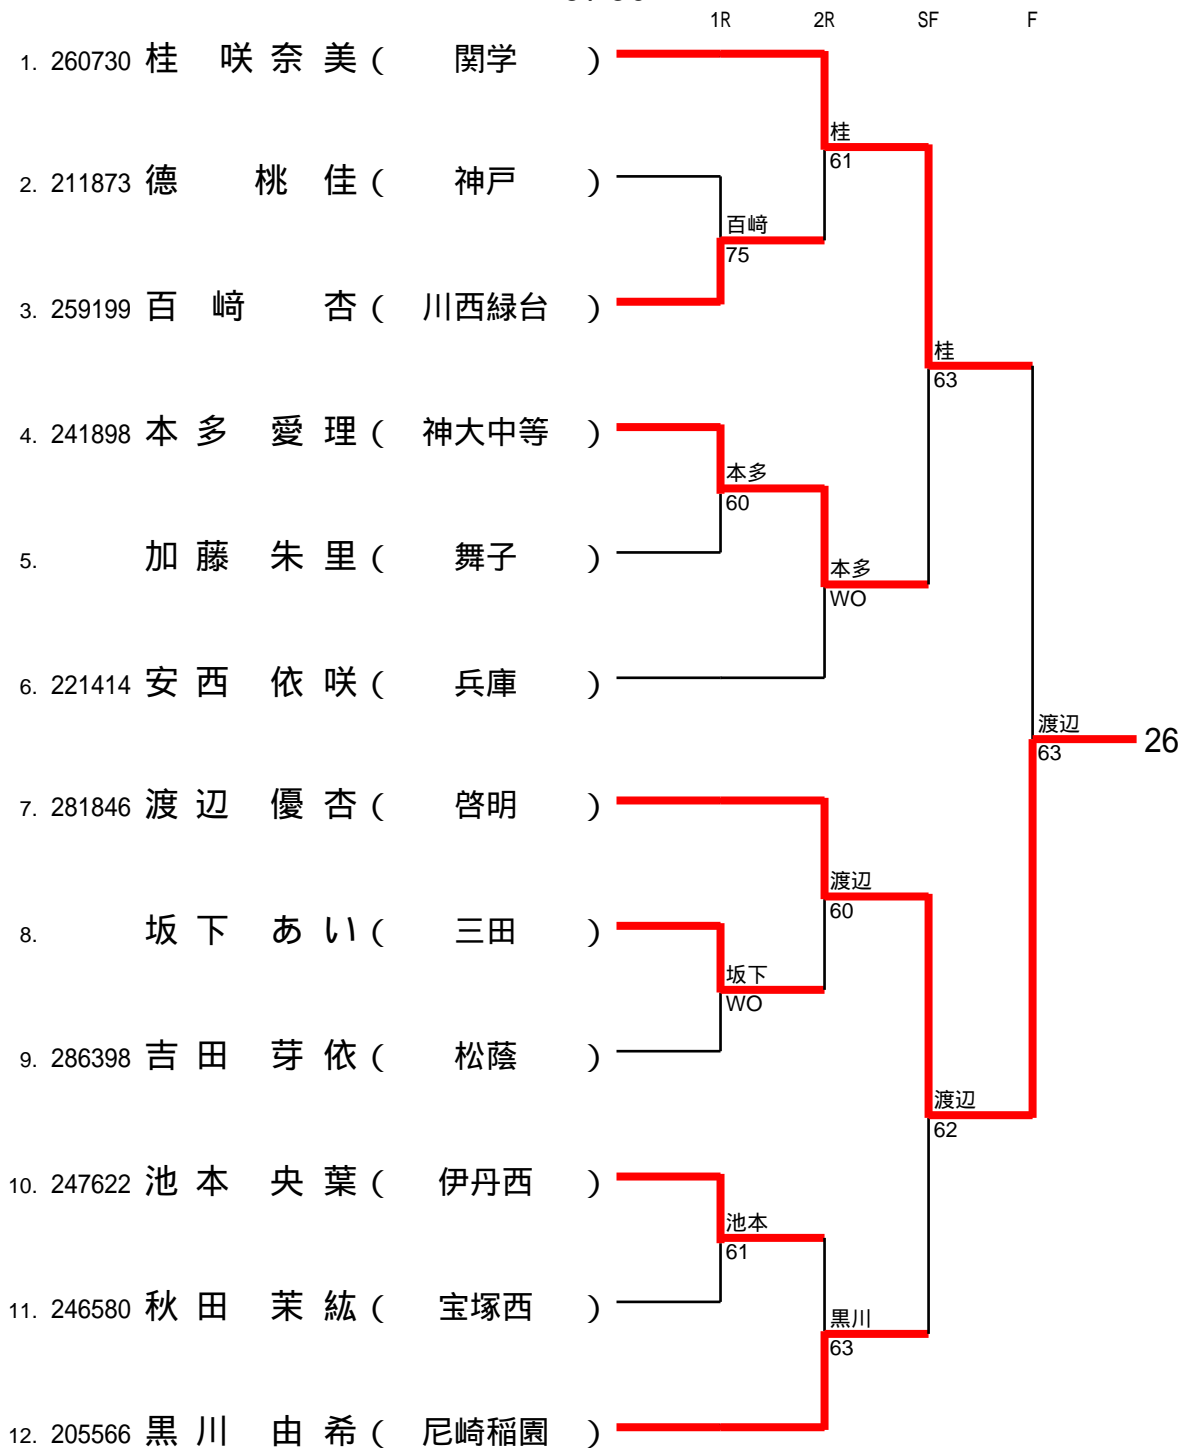 1R 2R SF F
1. 260730 桂 咲奈美 ( 関学 )
桂
61
2. 211873 德 桃佳 ( 神戸 )
百﨑
75
3. 259199 百﨑 杏 ( 川西緑台 )
桂
63
4. 241898 本多 愛理 ( 神大中等 )
本多
60
5. 加藤 朱里 ( 舞子 )
本多
WO
6. 221414 安西 依咲 ( 兵庫 )
渡辺
63
26
7. 281846 渡辺 優杏 ( 啓明 )
渡辺
60
8. 坂下 あい ( 三田 )
坂下
WO
9. 286398 吉田 芽依 ( 松蔭 )
渡辺
62
10. 247622 池本 央葉 ( 伊丹西 )
池本
61
11. 246580 秋田 茉紘 ( 宝塚西 )
黒川
63
12. 205566 黒川 由希 ( 尼崎稲園 )